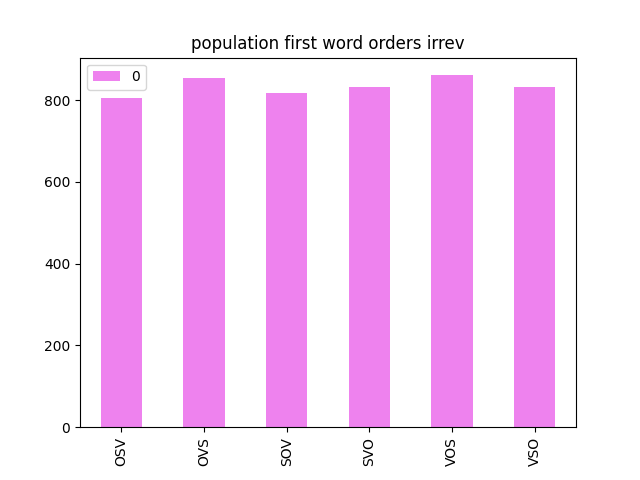 population first word orders irrev
0
800
600
400
200
0
OSV
OVS
SOV
SVO
VOS
VSO